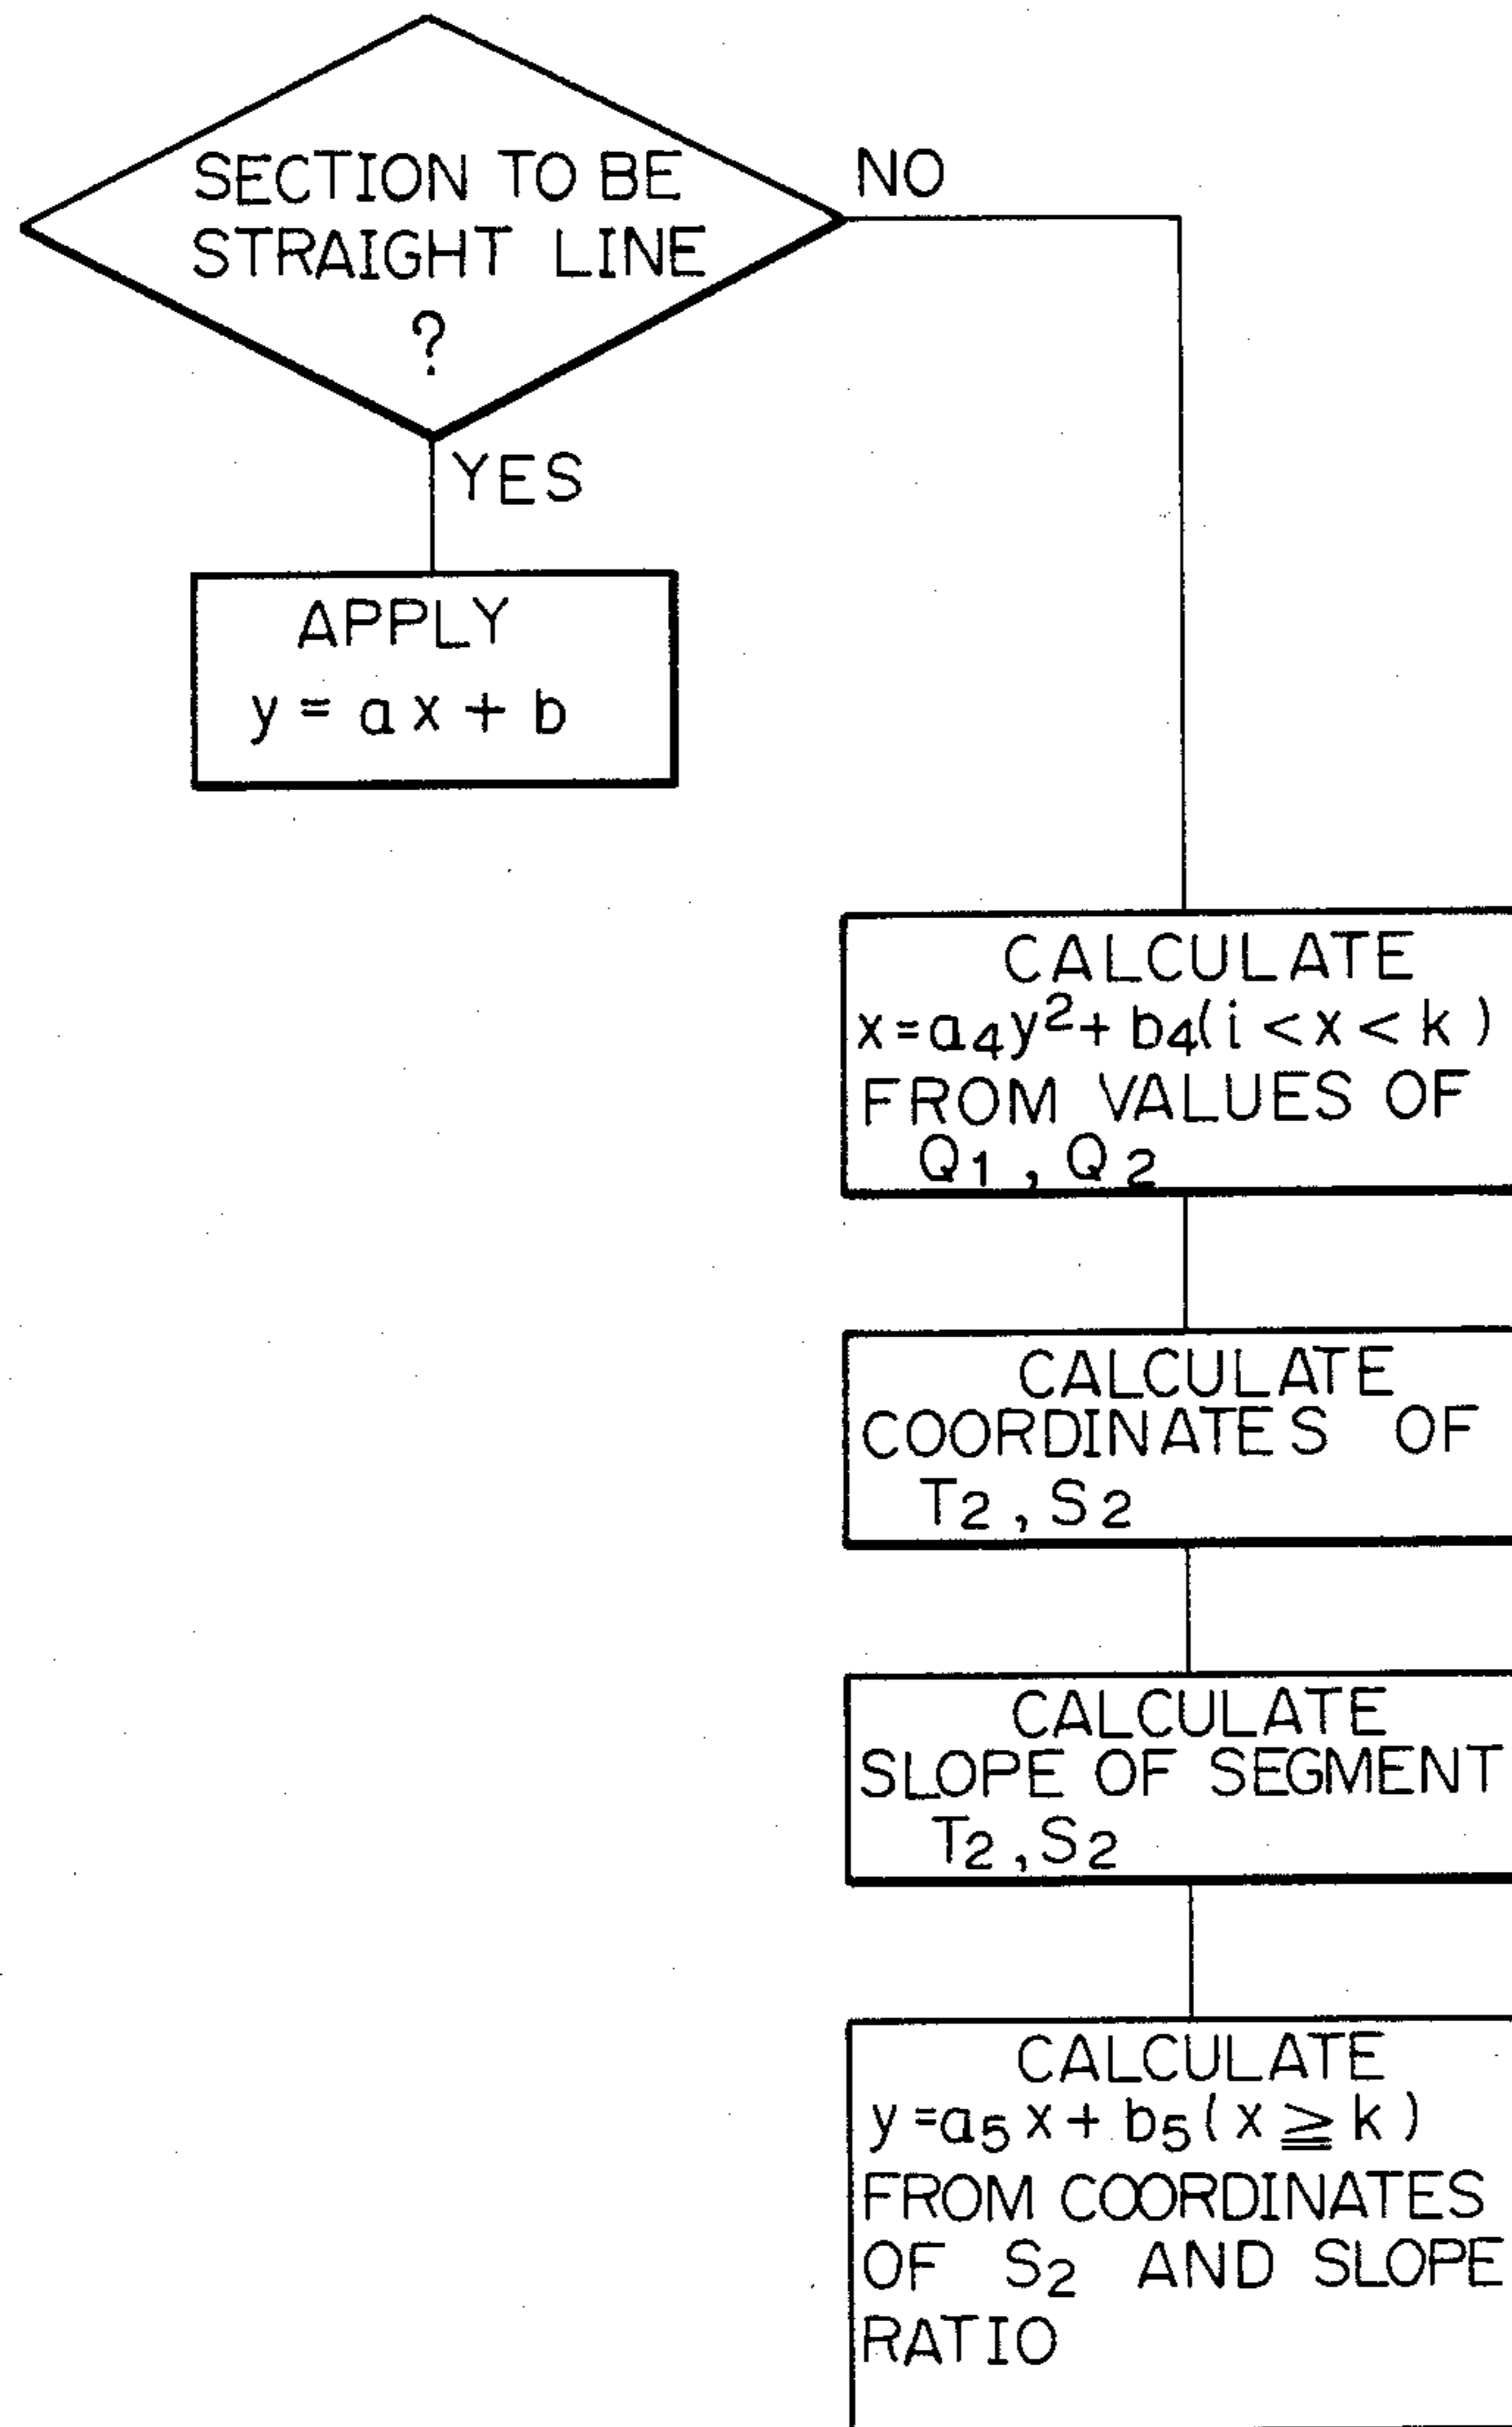 SECTION TO BE
STRAIGHT LINE
?
NO
YES
APPLY
y = ax + b
CALCULATE
x = a₄y² + b₄ (i < x < k)
FROM VALUES OF
Q₁, Q₂
CALCULATE
COORDINATES OF
T₂, S₂
CALCULATE
SLOPE OF SEGMENT
T₂, S₂
CALCULATE
y = a₅x + b₅ (x ≧ k)
FROM COORDINATES
OF S₂ AND SLOPE
RATIO